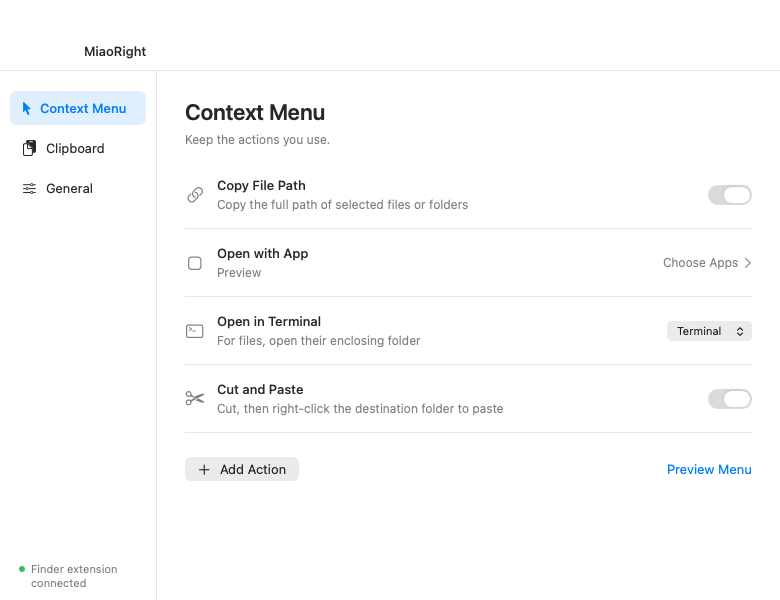 MiaoRight
Context Menu
Clipboard
General
Finder extension
connected
Context Menu
Keep the actions you use.
Copy File Path
Copy the full path of selected files or folders
Open with App
Preview
Choose Apps
Open in Terminal
For files, open their enclosing folder
Terminal
Cut and Paste
Cut, then right-click the destination folder to paste
Add Action
Preview Menu